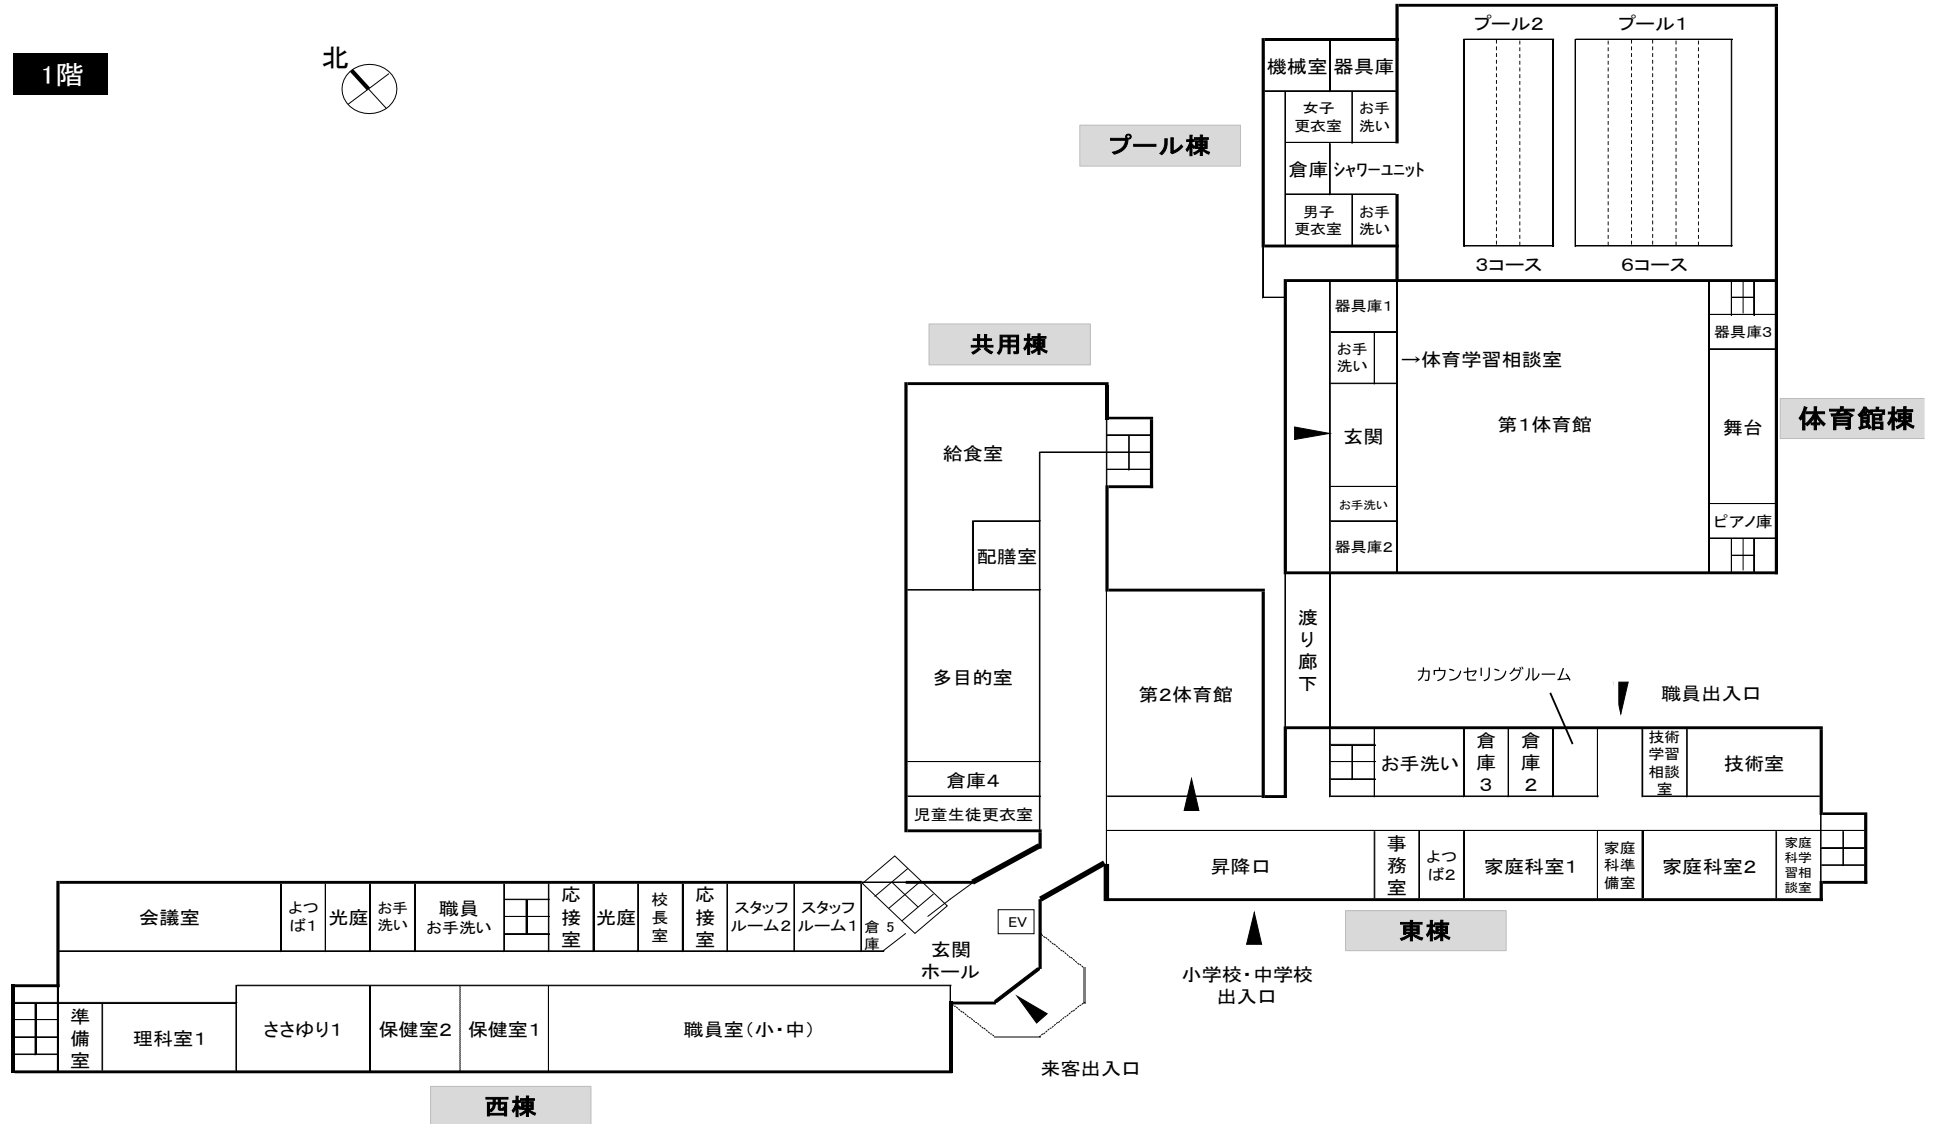 1階
北
プール2
プール1
3コース
6コース
機械室
器具庫
女子
更衣室
お手
洗い
倉庫
シャワーユニット
男子
更衣室
お手
洗い
プール棟
器具庫1
お手
洗い
→体育学習相談室
玄関
第1体育館
お手洗い
器具庫2
器具庫3
舞台
ピアノ庫
体育館棟
共用棟
給食室
配膳室
多目的室
倉庫4
児童生徒更衣室
第2体育館
渡り廊下
カウンセリングルーム
職員出入口
お手洗い
倉庫3
倉庫2
技術
学習
相談
室
技術室
昇降口
事務室
よつ
ば2
家庭科室1
家庭
科準
備室
家庭科室2
家庭
科学
習相
談室
東棟
小学校・中学校
出入口
会議室
よつ
ば1
光庭
お手
洗い
職員
お手洗い
応接室
光庭
校長室
応接室
スタッフ
ルーム2
スタッフ
ルーム1
倉 5
庫
玄関
ホール
EV
準備室
理科室1
ささゆり1
保健室2
保健室1
職員室(小・中)
来客出入口
西棟